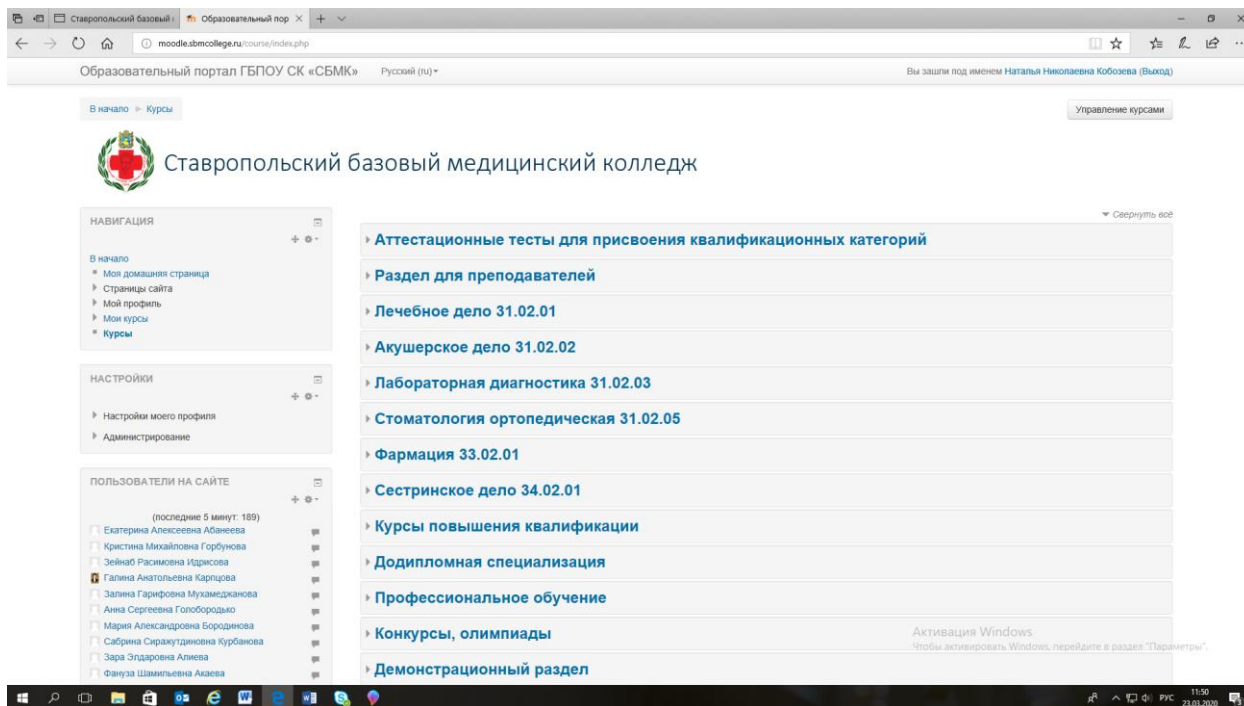 Ставропольский базовый
Образовательный пор
moodle.sbmcollege.ru/course/index.php
Образовательный портал ГБПОУ СК «СБМК»
Русский (ru)
Вы зашли под именем Наталья Николаевна Кобозева (Выход)
В начало
Курсы
Управление курсами
Ставропольский базовый медицинский колледж
НАВИГАЦИЯ
В начало
Моя домашняя страница
Страницы сайта
Мой профиль
Мои курсы
Курсы
НАСТРОЙКИ
Настройки моего профиля
Администрирование
ПОЛЬЗОВАТЕЛИ НА САЙТЕ
(последние 5 минут: 189)
Екатерина Алексеевна Абанеева
Кристина Михайловна Горбунова
Зейнаб Расимовна Идрисова
Галина Анатольевна Карпцова
Залина Гарифовна Мухамеджанова
Анна Сергеевна Голобородько
Мария Александровна Бородинова
Сабрина Сиражутдиновна Курбанова
Зара Элдаровна Алиева
Фануза Шамильевна Акаева
Свернуть всё
Аттестационные тесты для присвоения квалификационных категорий
Раздел для преподавателей
Лечебное дело 31.02.01
Акушерское дело 31.02.02
Лабораторная диагностика 31.02.03
Стоматология ортопедическая 31.02.05
Фармация 33.02.01
Сестринское дело 34.02.01
Курсы повышения квалификации
Додипломная специализация
Профессиональное обучение
Конкурсы, олимпиады
Демонстрационный раздел
Активация Windows
Чтобы активировать Windows, перейдите в раздел "Параметры".
РУС
11:50
23.03.2020